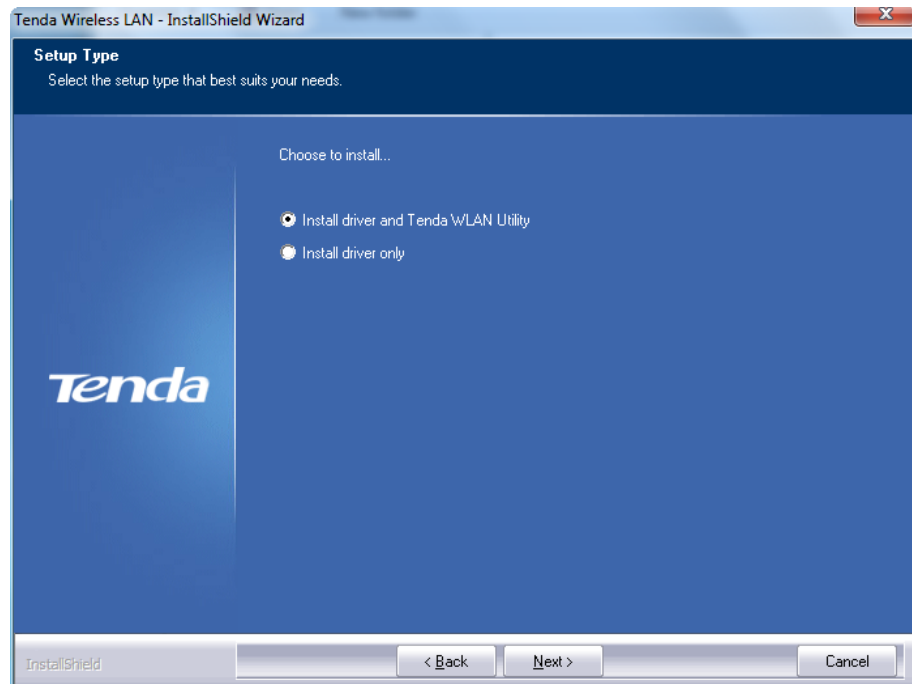 Tenda Wireless LAN - InstallShield Wizard
Setup Type
Select the setup type that best suits your needs.
Choose to install...
Install driver and Tenda WLAN Utility
Install driver only
Tenda
InstallShield
< Back
Next >
Cancel